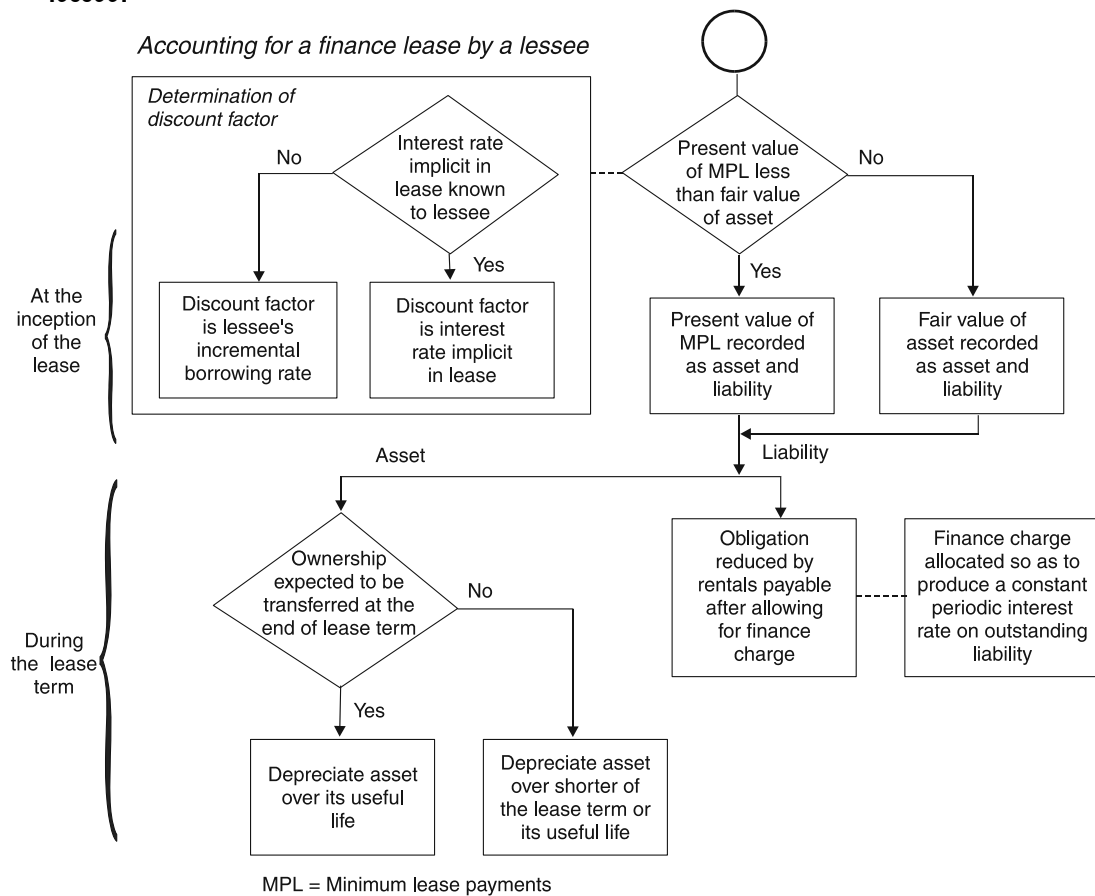 Accounting for a finance lease by a lessee
Determination of
discount factor
Interest rate
implicit in
lease known
to lessee
No
Yes
Present value
of MPL less
than fair value
of asset
No
Yes
At the
inception
of the
lease
Discount factor
is lessee's
incremental
borrowing rate
Discount factor
is interest
rate implicit
in lease
Present value of
MPL recorded
as asset and
liability
Fair value of
asset recorded
as asset and
liability
Asset
Liability
During
the lease
term
Ownership
expected to be
transferred at the
end of lease term
No
Yes
Obligation
reduced by
rentals payable
after allowing
for finance
charge
Finance charge
allocated so as to
produce a constant
periodic interest
rate on outstanding
liability
Depreciate asset
over its useful
life
Depreciate asset
over shorter of
the lease term or
its useful life
MPL = Minimum lease payments